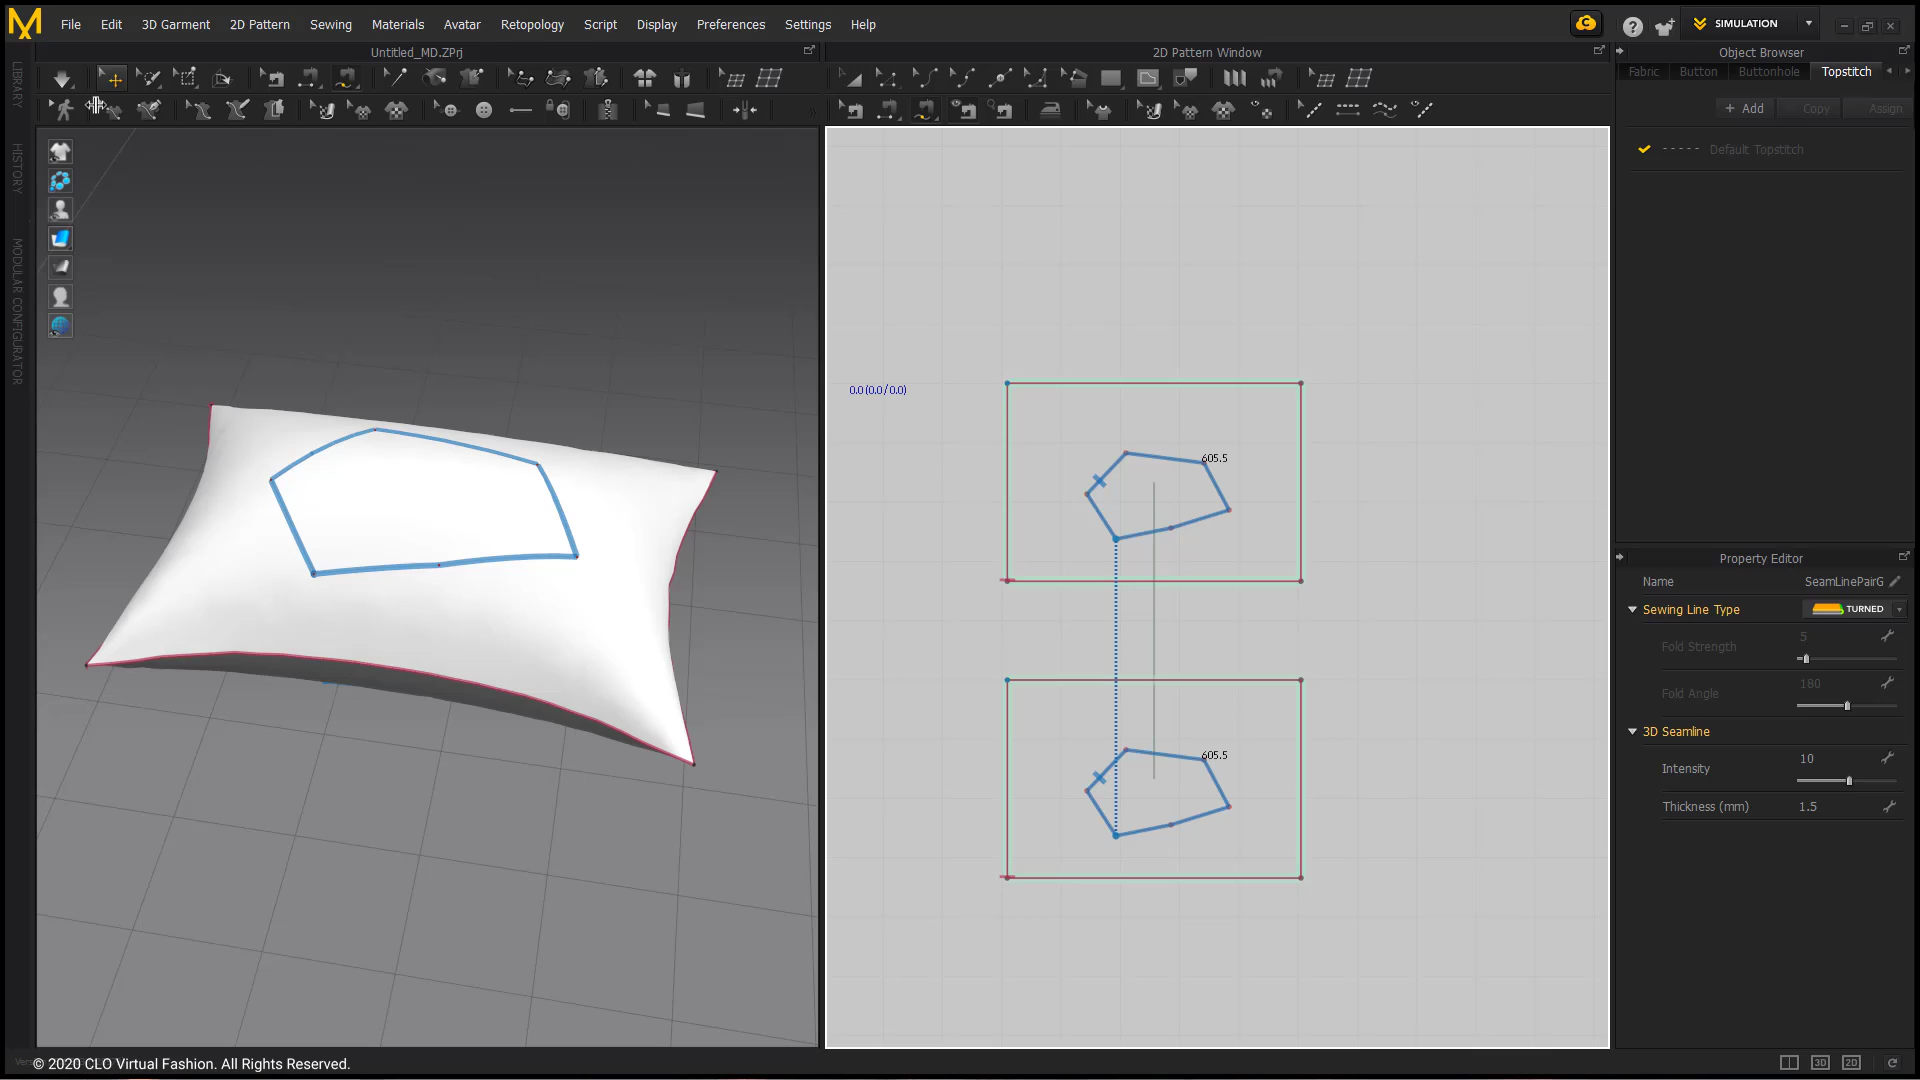 File Edit 3D Garment 2D Pattern Sewing Materials Avatar Retopology Script Display Preferences Settings Help
SIMULATION
Untitled_MD.ZPrj
2D Pattern Window
Object Browser
Fabric Button Buttonhole Topstitch
+ Add Copy Assign
Default Topstitch
LIBRARY
HISTORY
MODULAR CONFIGURATOR
0.0 (0.0 / 0.0)
605.5
605.5
Property Editor
Name SeamLinePairG
Sewing Line Type TURNED
Fold Strength 5
Fold Angle 180
3D Seamline
Intensity 10
Thickness (mm) 1.5
© 2020 CLO Virtual Fashion. All Rights Reserved.
3D 2D